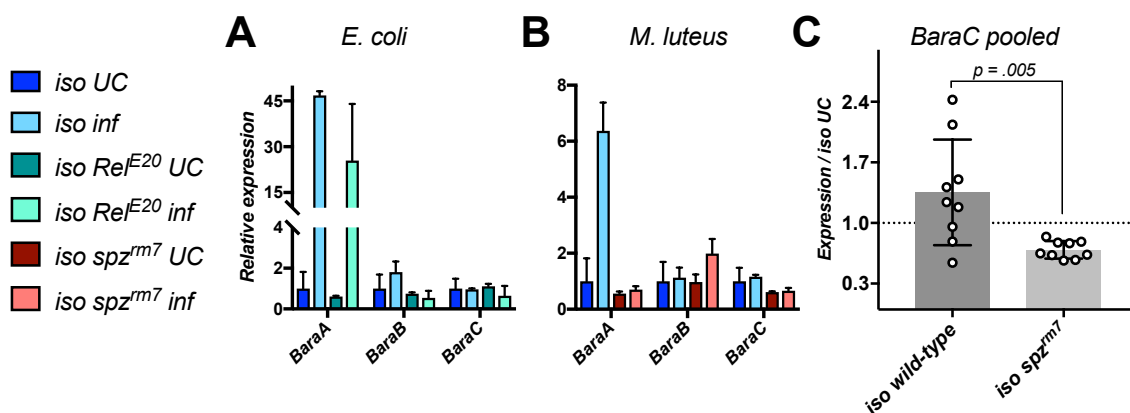 iso UC
iso inf
iso Rel^E20 UC
iso Rel^E20 inf
iso spz^rm7 UC
iso spz^rm7 inf
A
E. coli
Relative expression
45
30
15
4
2
0
BaraA
BaraB
BaraC
B
M. luteus
8
6
4
2
0
BaraA
BaraB
BaraC
C
BaraC pooled
p = .005
Expression / iso UC
2.4
1.7
1.0
0.3
iso wild-type
iso spz^rm7